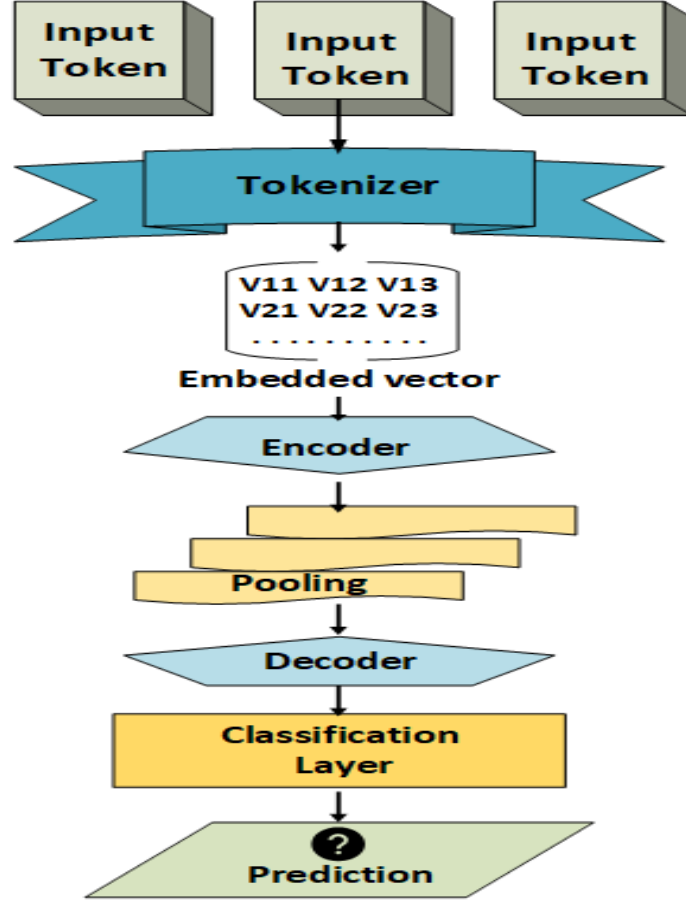 Input Token
Input Token
Input Token
Tokenizer
V11 V12 V13
V21 V22 V23
. . . . . . . . . .
Embedded vector
Encoder
Pooling
Decoder
Classification
Layer
?
Prediction